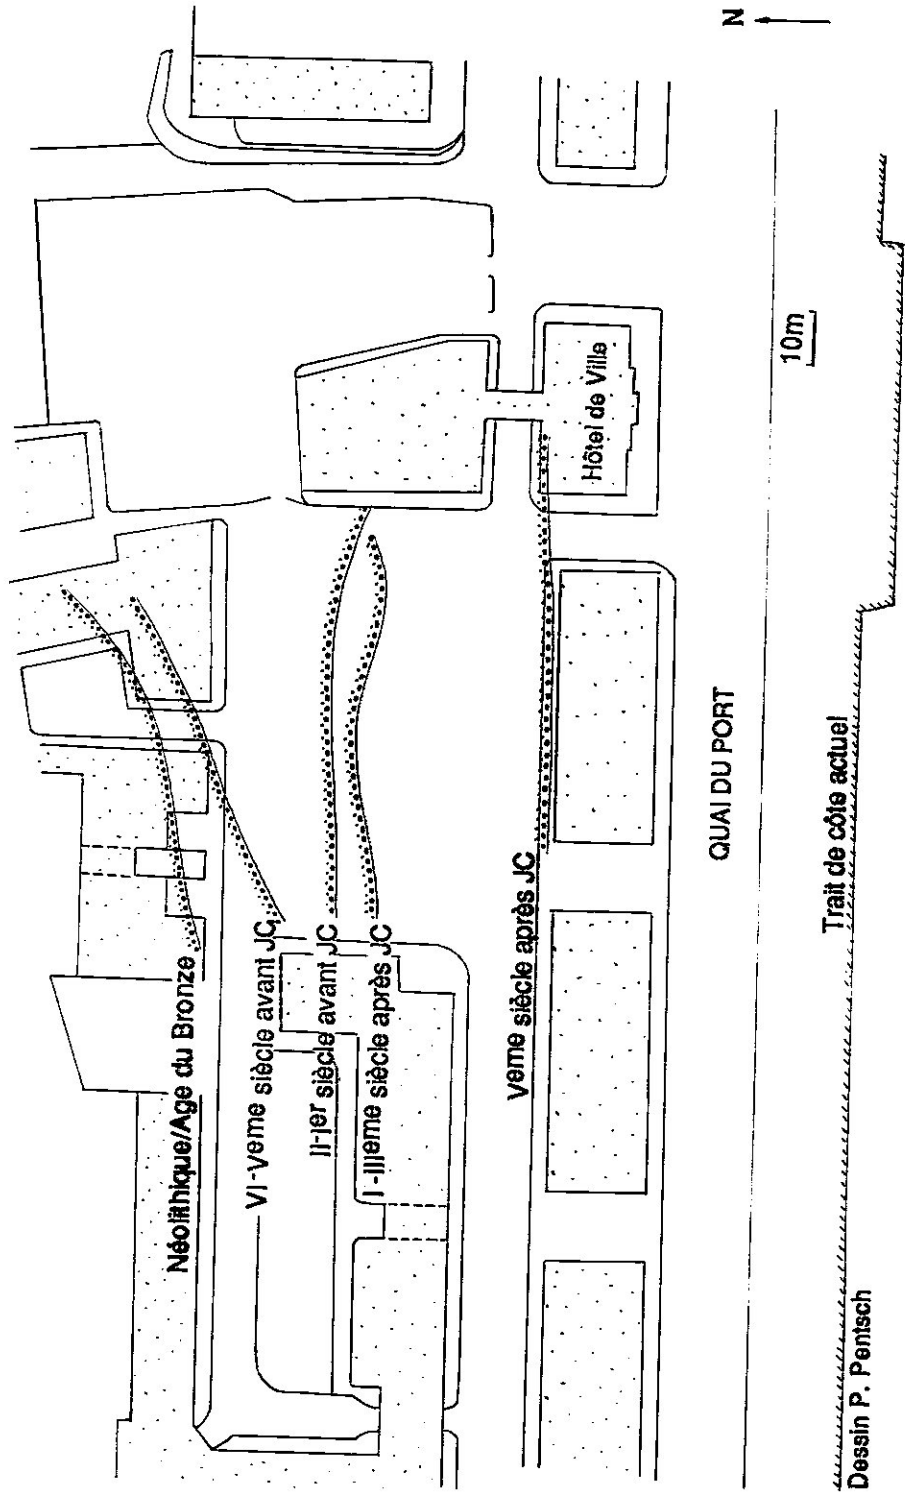 N
Néolithique/Age du Bronze
VI-Veme siècle avant JC
II-Ier siècle avant JC
I-IIIeme siècle après JC
Veme siècle après JC
Hôtel de Ville
QUAI DU PORT
10m
Trait de côte actuel
Dessin P. Pentsch